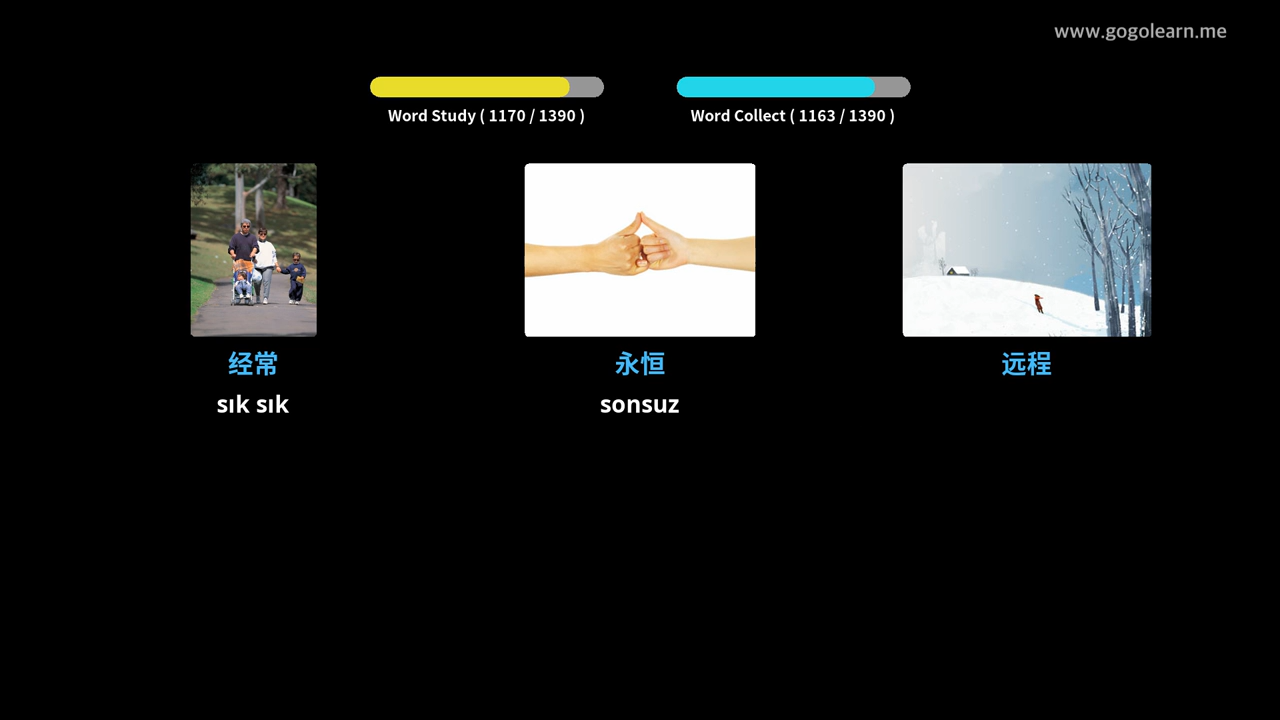 www.gogolearn.me
Word Study ( 1170 / 1390 )
Word Collect ( 1163 / 1390 )
经常
永恒
远程
sık sık
sonsuz